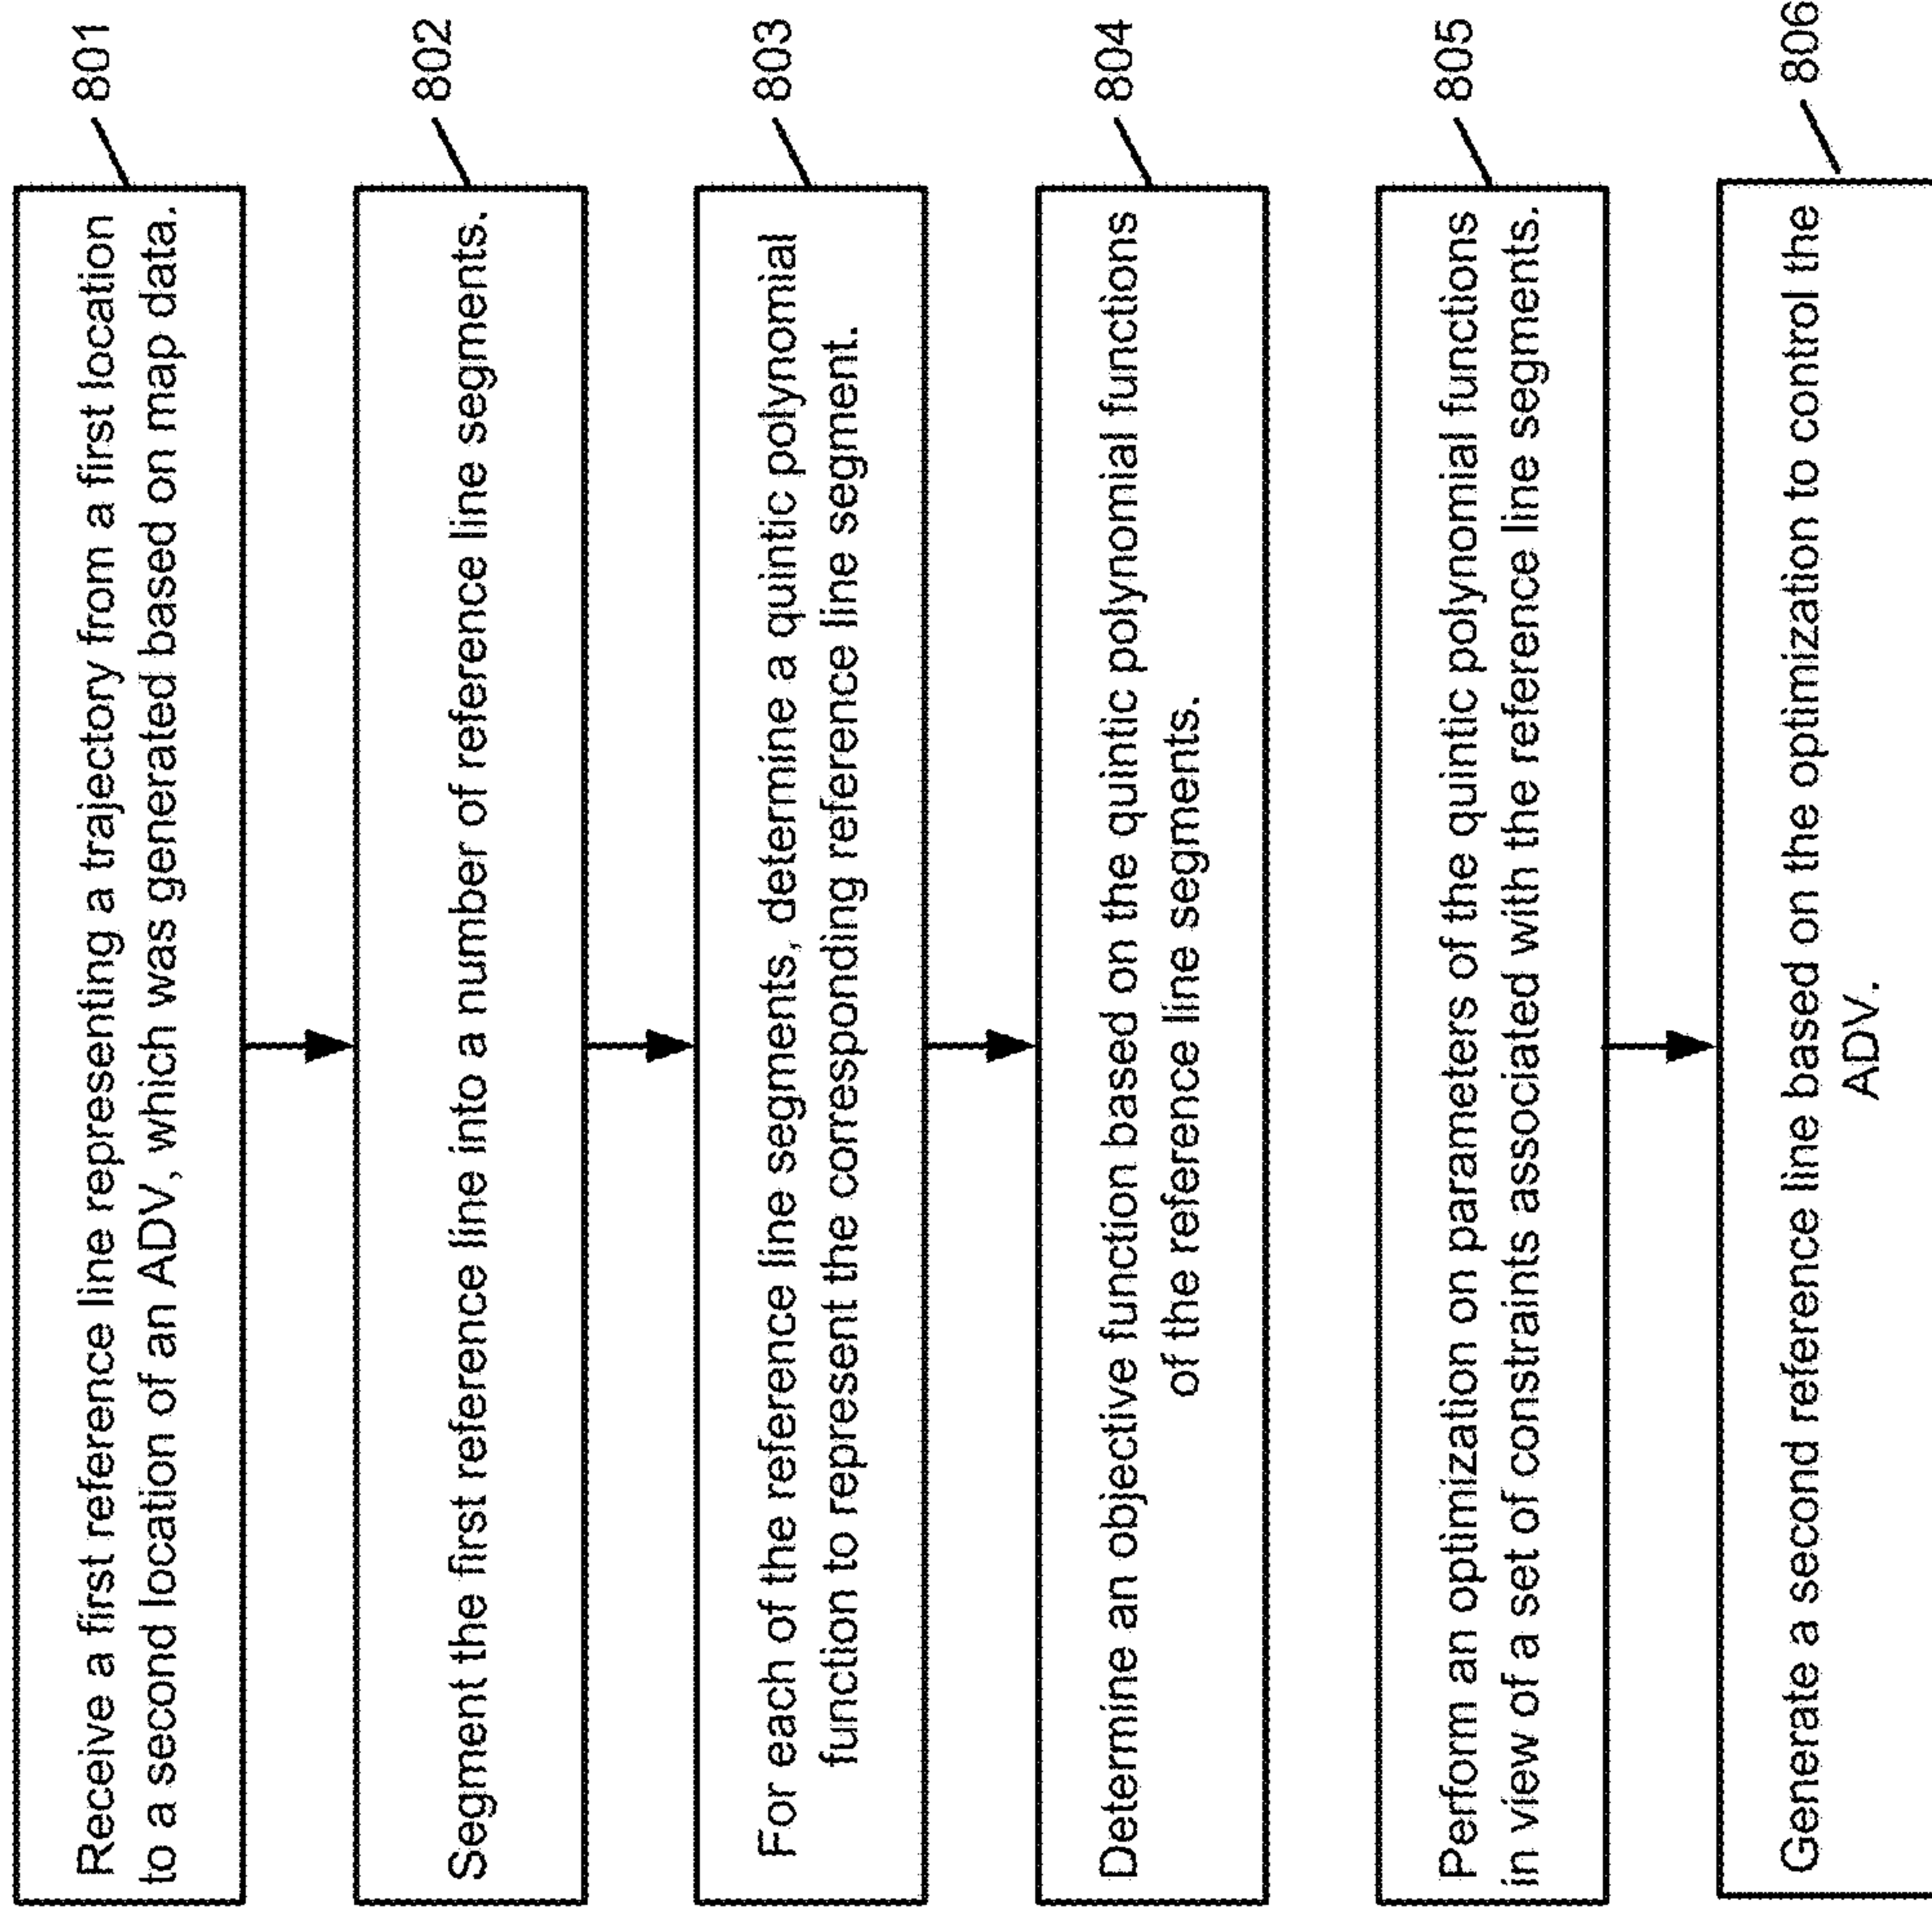 801
Receive a first reference line representing a trajectory from a first location
to a second location of an ADV, which was generated based on map data.
802
Segment the first reference line into a number of reference line segments.
803
For each of the reference line segments, determine a quintic polynomial
function to represent the corresponding reference line segment.
804
Determine an objective function based on the quintic polynomial functions
of the reference line segments.
805
Perform an optimization on parameters of the quintic polynomial functions
in view of a set of constraints associated with the reference line segments.
806
Generate a second reference line based on the optimization to control the
ADV.